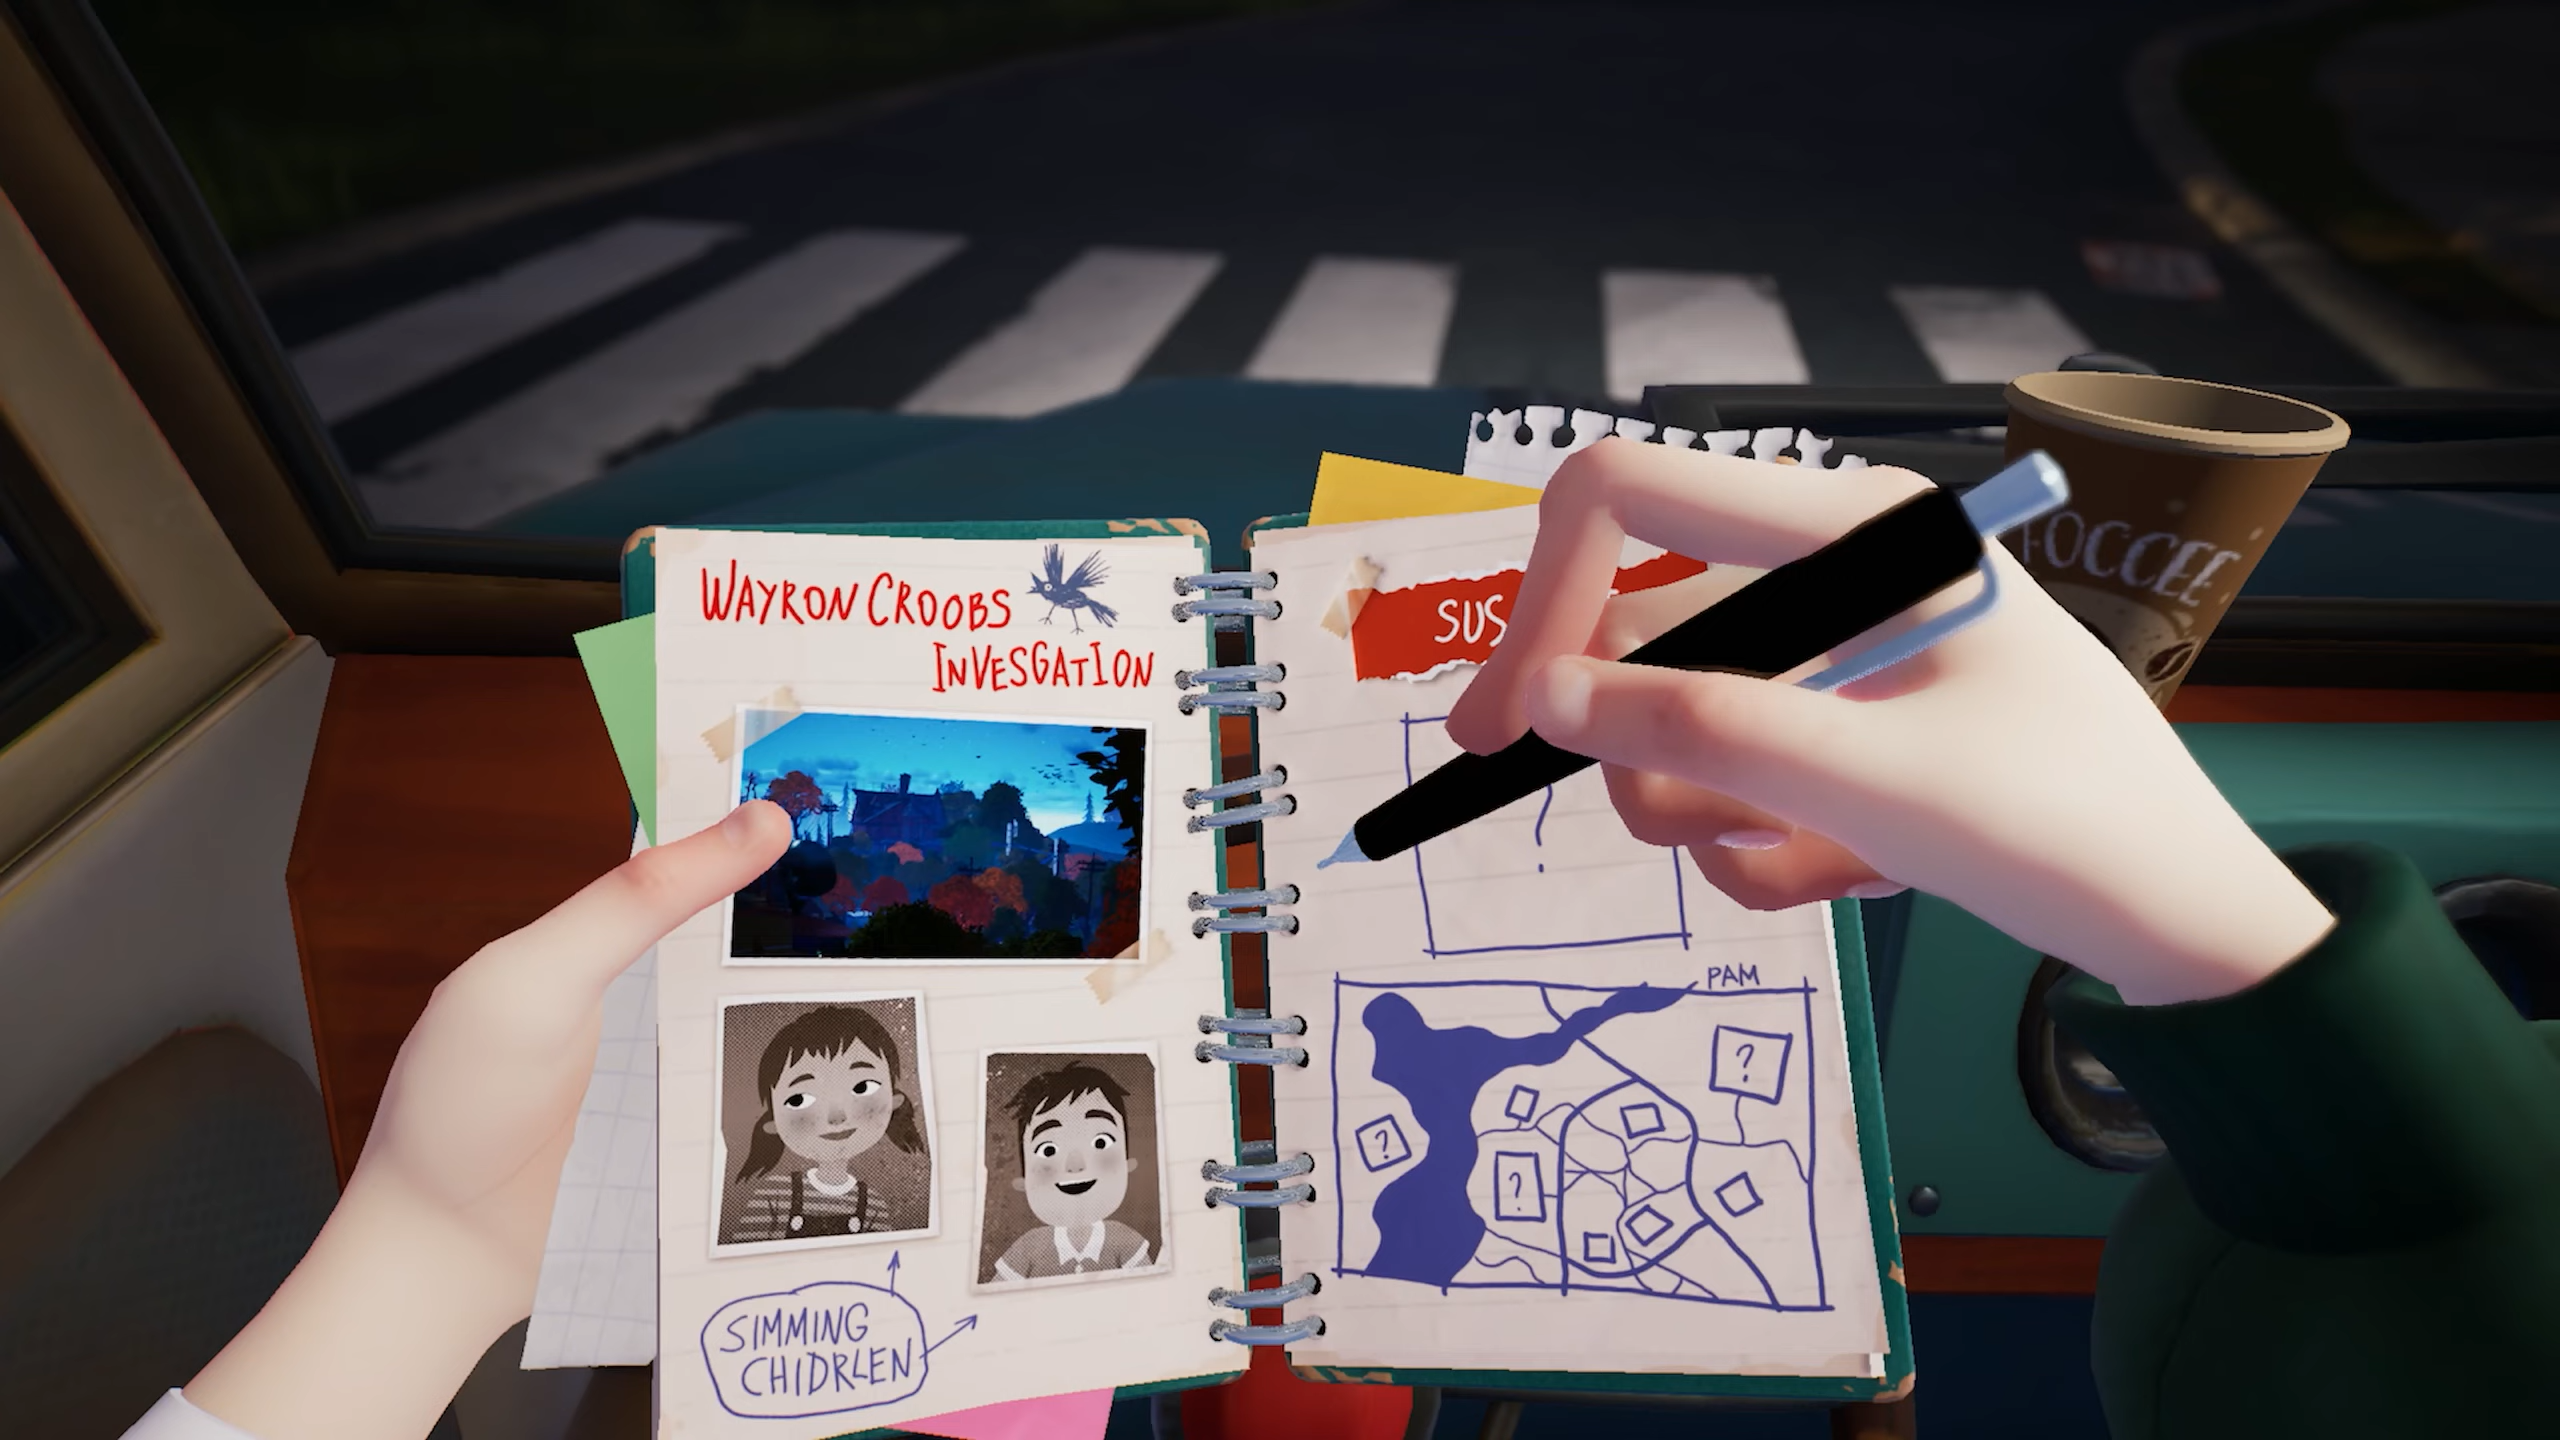 WAYRON CROOBS
INVESGATION
SIMMING
CHIDRLEN
SUS
?
PAM
?
?
?
FOCCEE